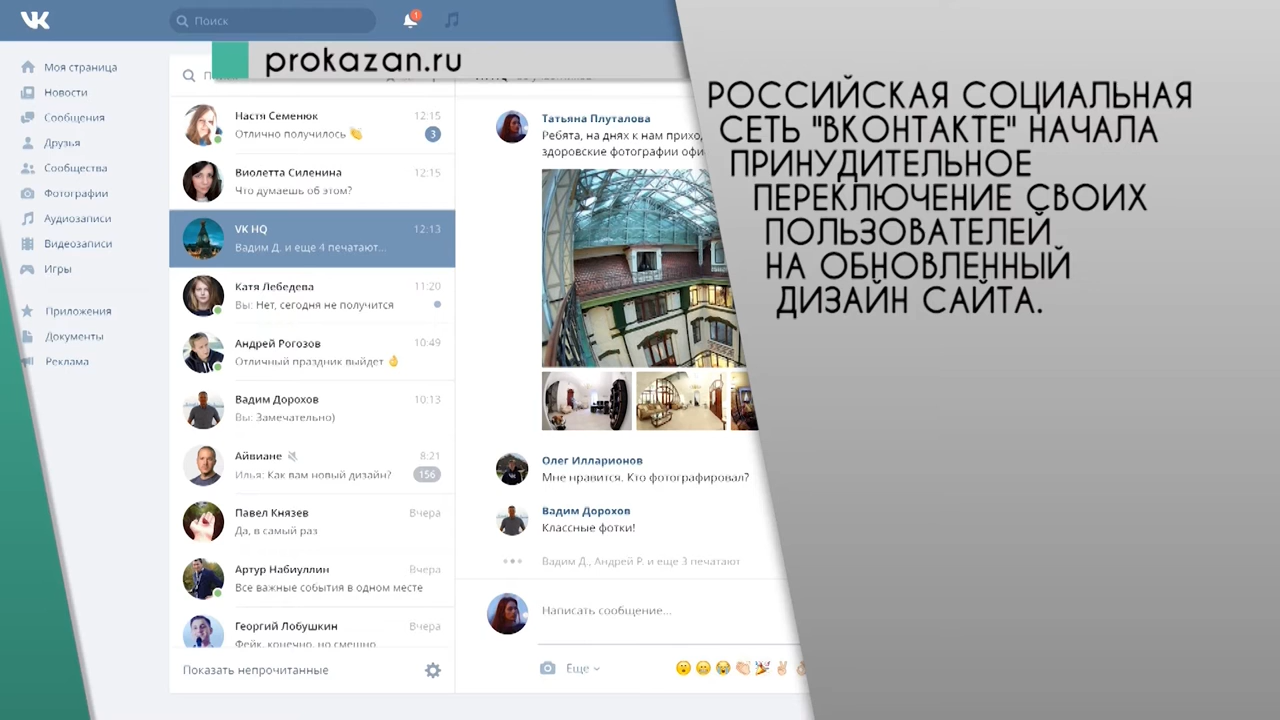 VK
Поиск
1
prokazan.ru
Моя страница
Новости
Сообщения
Друзья
Сообщества
Фотографии
Аудиозаписи
Видеозаписи
Игры
Приложения
Документы
Реклама
Настя Семенюк 12:15
Отлично получилось 👏 3
Виолетта Силенина 12:15
Что думаешь об этом?
VK HQ 12:13
Вадим Д. и еще 4 печатают...
Катя Лебедева 11:20
Вы: Нет, сегодня не получится
Андрей Рогозов 10:49
Отличный праздник выйдет 👌
Вадим Дорохов 10:13
Вы: Замечательно)
Айвиане 8:21
Илья: Как вам новый дизайн? 156
Павел Князев Вчера
Да, в самый раз
Артур Набиуллин Вчера
Все важные события в одном месте
Георгий Лобушкин Вчера
Фейк, конечно, но смешно
Показать непрочитанные
Татьяна Плуталова
Ребята, на днях к нам прихо
здоровские фотографии офи
Олег Илларионов
Мне нравится. Кто фотографировал?
Вадим Дорохов
Классные фотки!
Вадим Д., Андрей Р. и еще 3 печатают
Написать сообщение...
Еще
РОССИЙСКАЯ СОЦИАЛЬНАЯ
СЕТЬ "ВКОНТАКТЕ" НАЧАЛА
ПРИНУДИТЕЛЬНОЕ
ПЕРЕКЛЮЧЕНИЕ СВОИХ
ПОЛЬЗОВАТЕЛЕЙ
НА ОБНОВЛЕННЫЙ
ДИЗАЙН САЙТА.